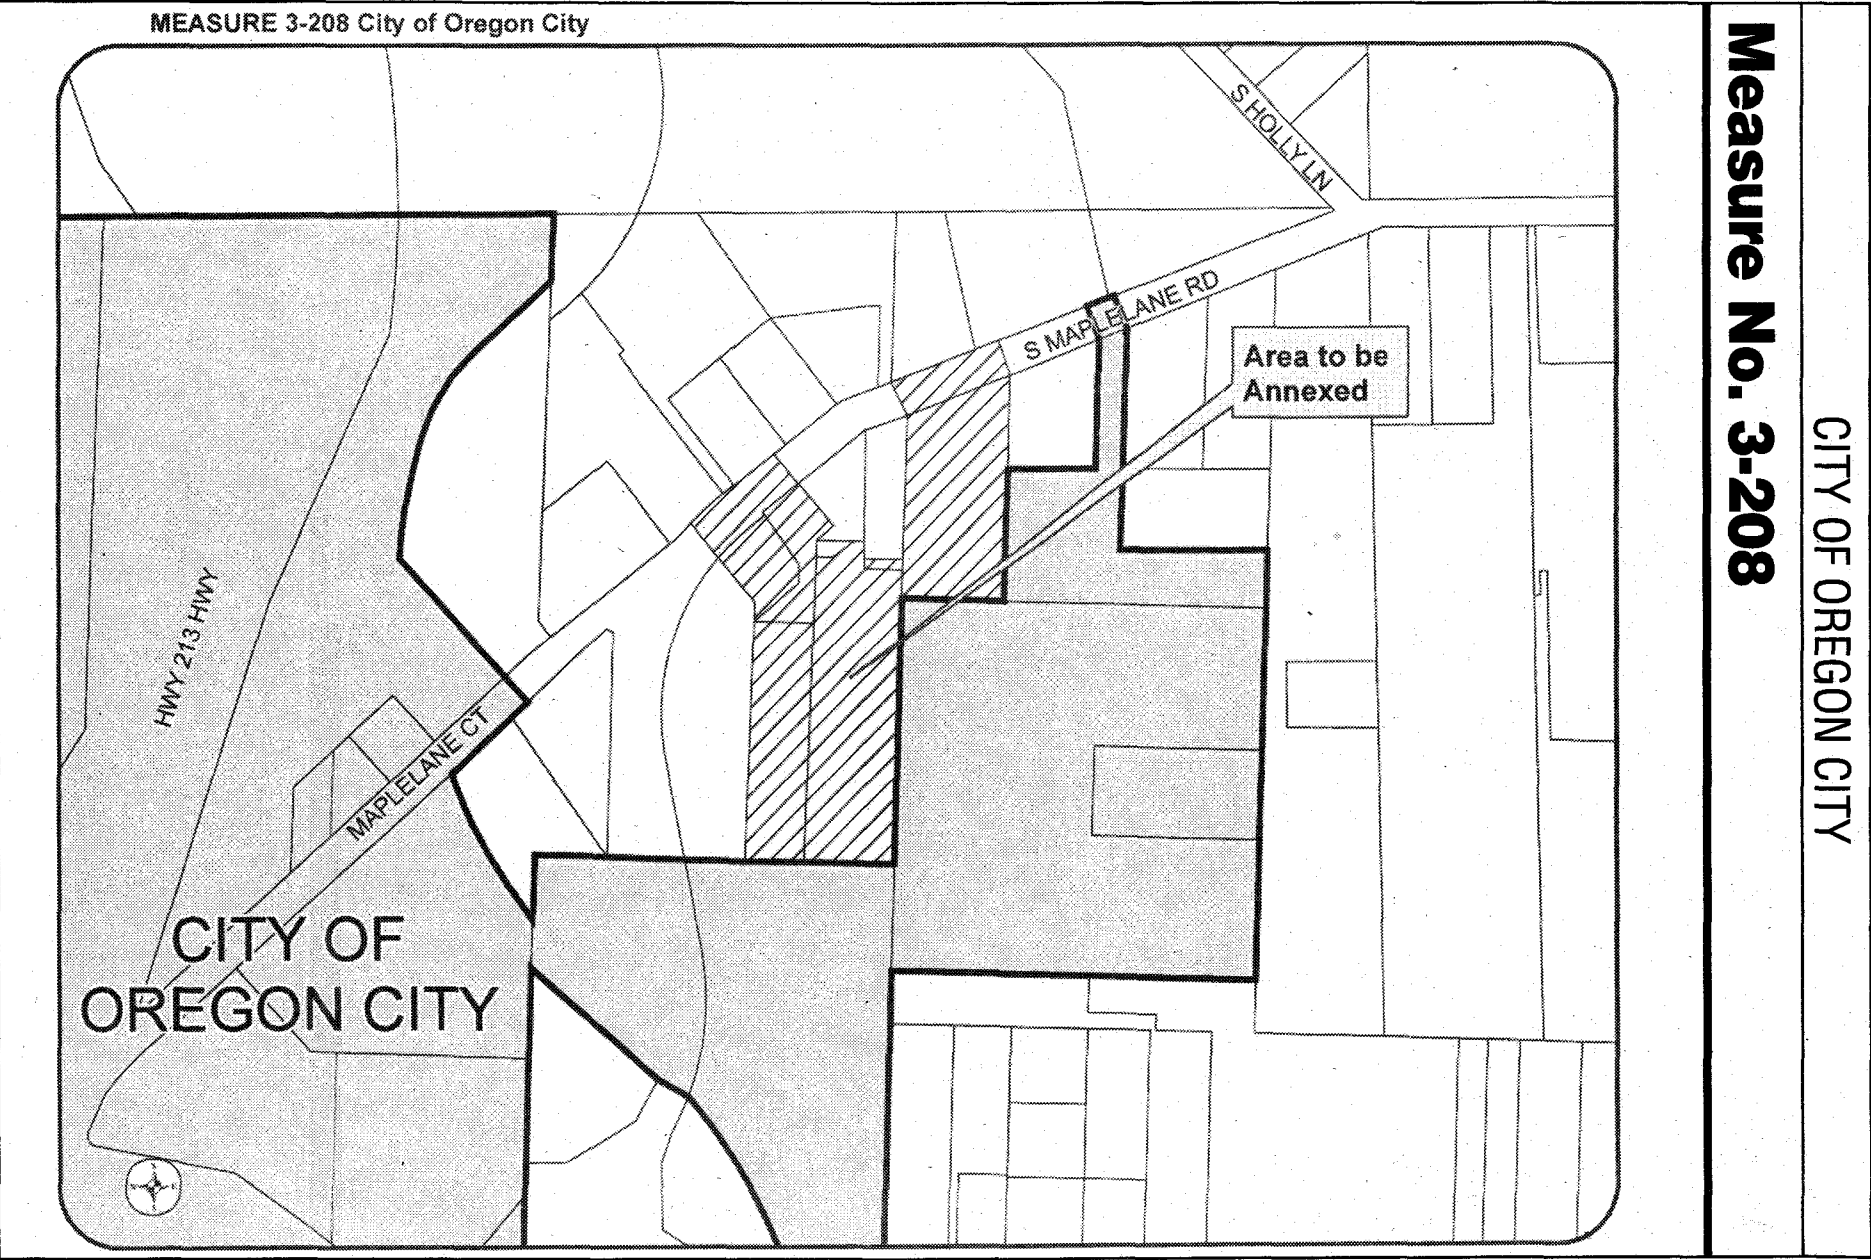 MEASURE 3-208 City of Oregon City
S HOLLY LN
S MAPLELANE RD
Area to be
Annexed
HWY 213 HWY
MAPLELANE CT
CITY OF
OREGON CITY
Measure No. 3-208
CITY OF OREGON CITY